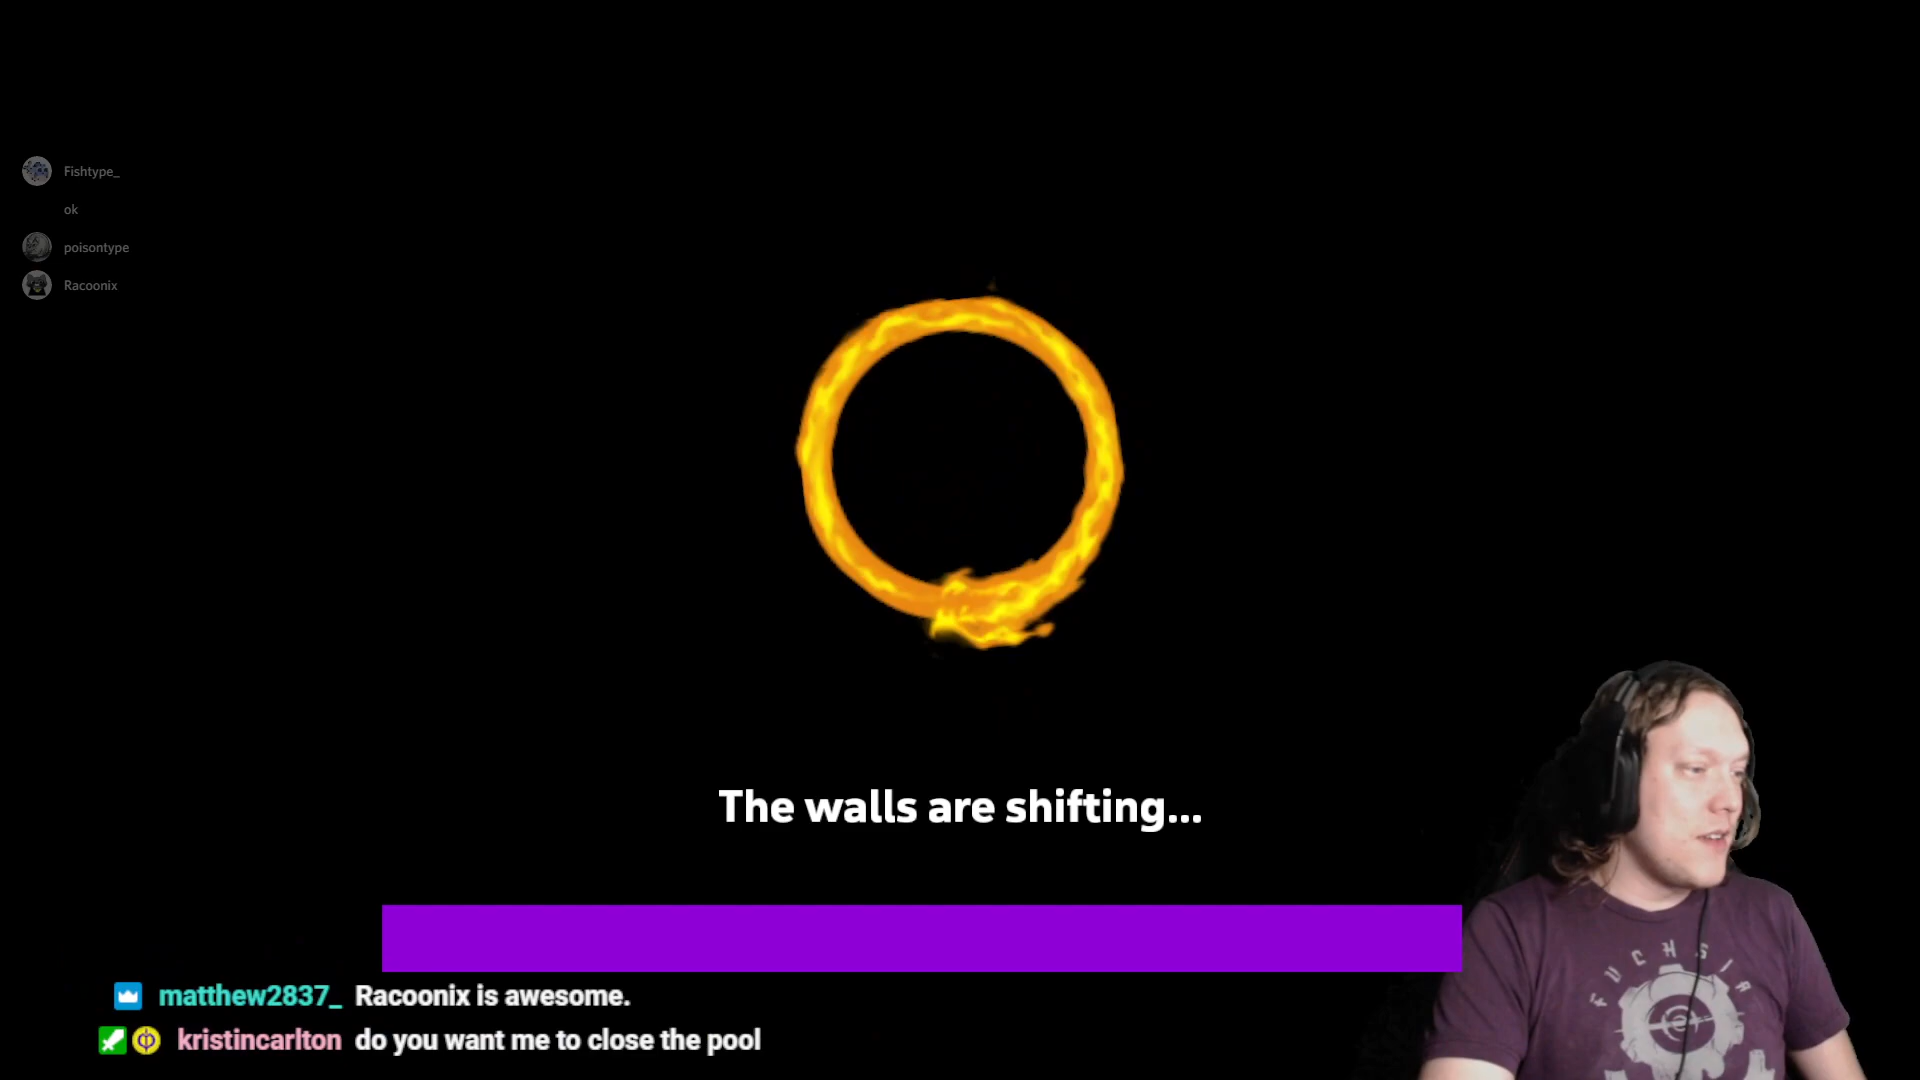 Fishtype_
ok
poisontype
Racoonix
The walls are shifting...
matthew2837_ Racoonix is awesome.
kristincarlton do you want me to close the pool
FUCHSIA